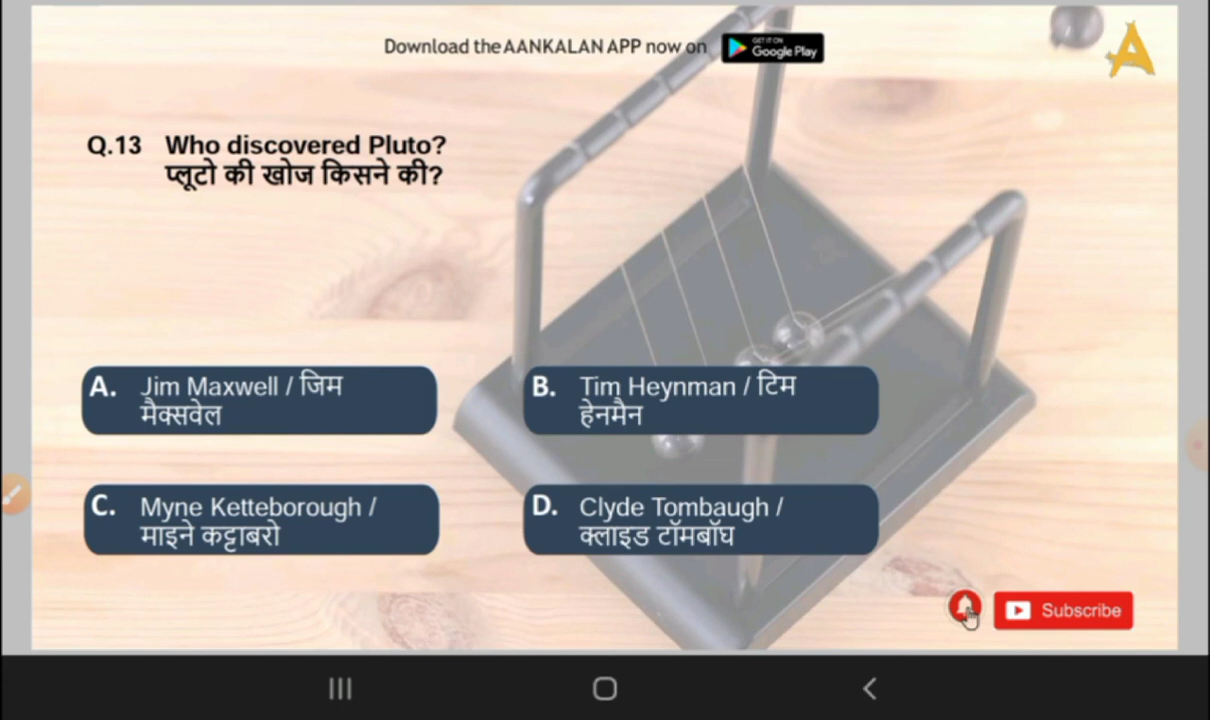 Download the AANKALAN APP now on GET IT ON Google Play
A
Q.13 Who discovered Pluto?
प्लूटो की खोज किसने की?
A. Jim Maxwell / जिम
मैक्सवेल
B. Tim Heynman / टिम
हेनमैन
C. Myne Ketteborough /
माइने कट्टाबरो
D. Clyde Tombaugh /
क्लाइड टॉमबॉघ
Subscribe